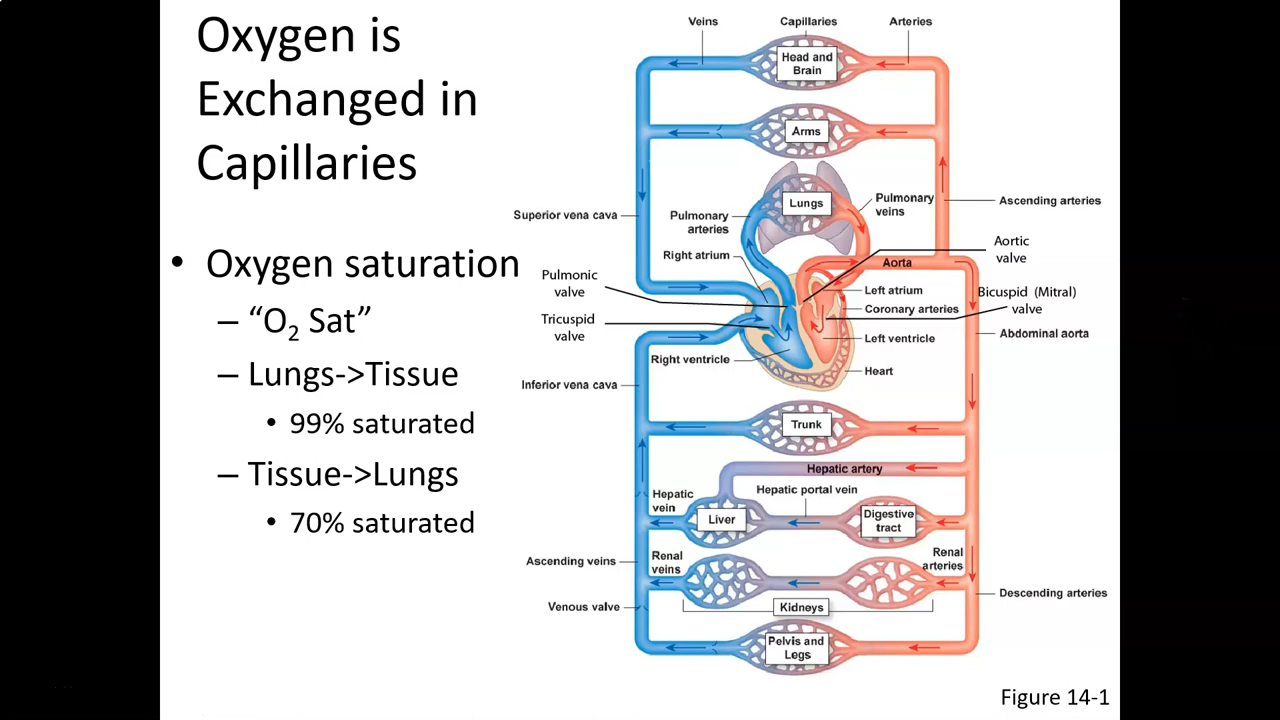 Oxygen is
Exchanged in
Capillaries
• Oxygen saturation
– “O2 Sat”
– Lungs->Tissue
• 99% saturated
– Tissue->Lungs
• 70% saturated
Veins
Capillaries
Arteries
Head and
Brain
Arms
Lungs
Pulmonary
veins
Ascending arteries
Superior vena cava
Pulmonary
arteries
Right atrium
Aortic
valve
Aorta
Pulmonic
valve
Left atrium
Bicuspid (Mitral)
valve
Coronary arteries
Tricuspid
valve
Abdominal aorta
Left ventricle
Right ventricle
Heart
Inferior vena cava
Trunk
Hepatic artery
Hepatic portal vein
Hepatic
vein
Liver
Digestive
tract
Ascending veins
Renal
veins
Renal
arteries
Descending arteries
Venous valve
Kidneys
Pelvis and
Legs
Figure 14-1